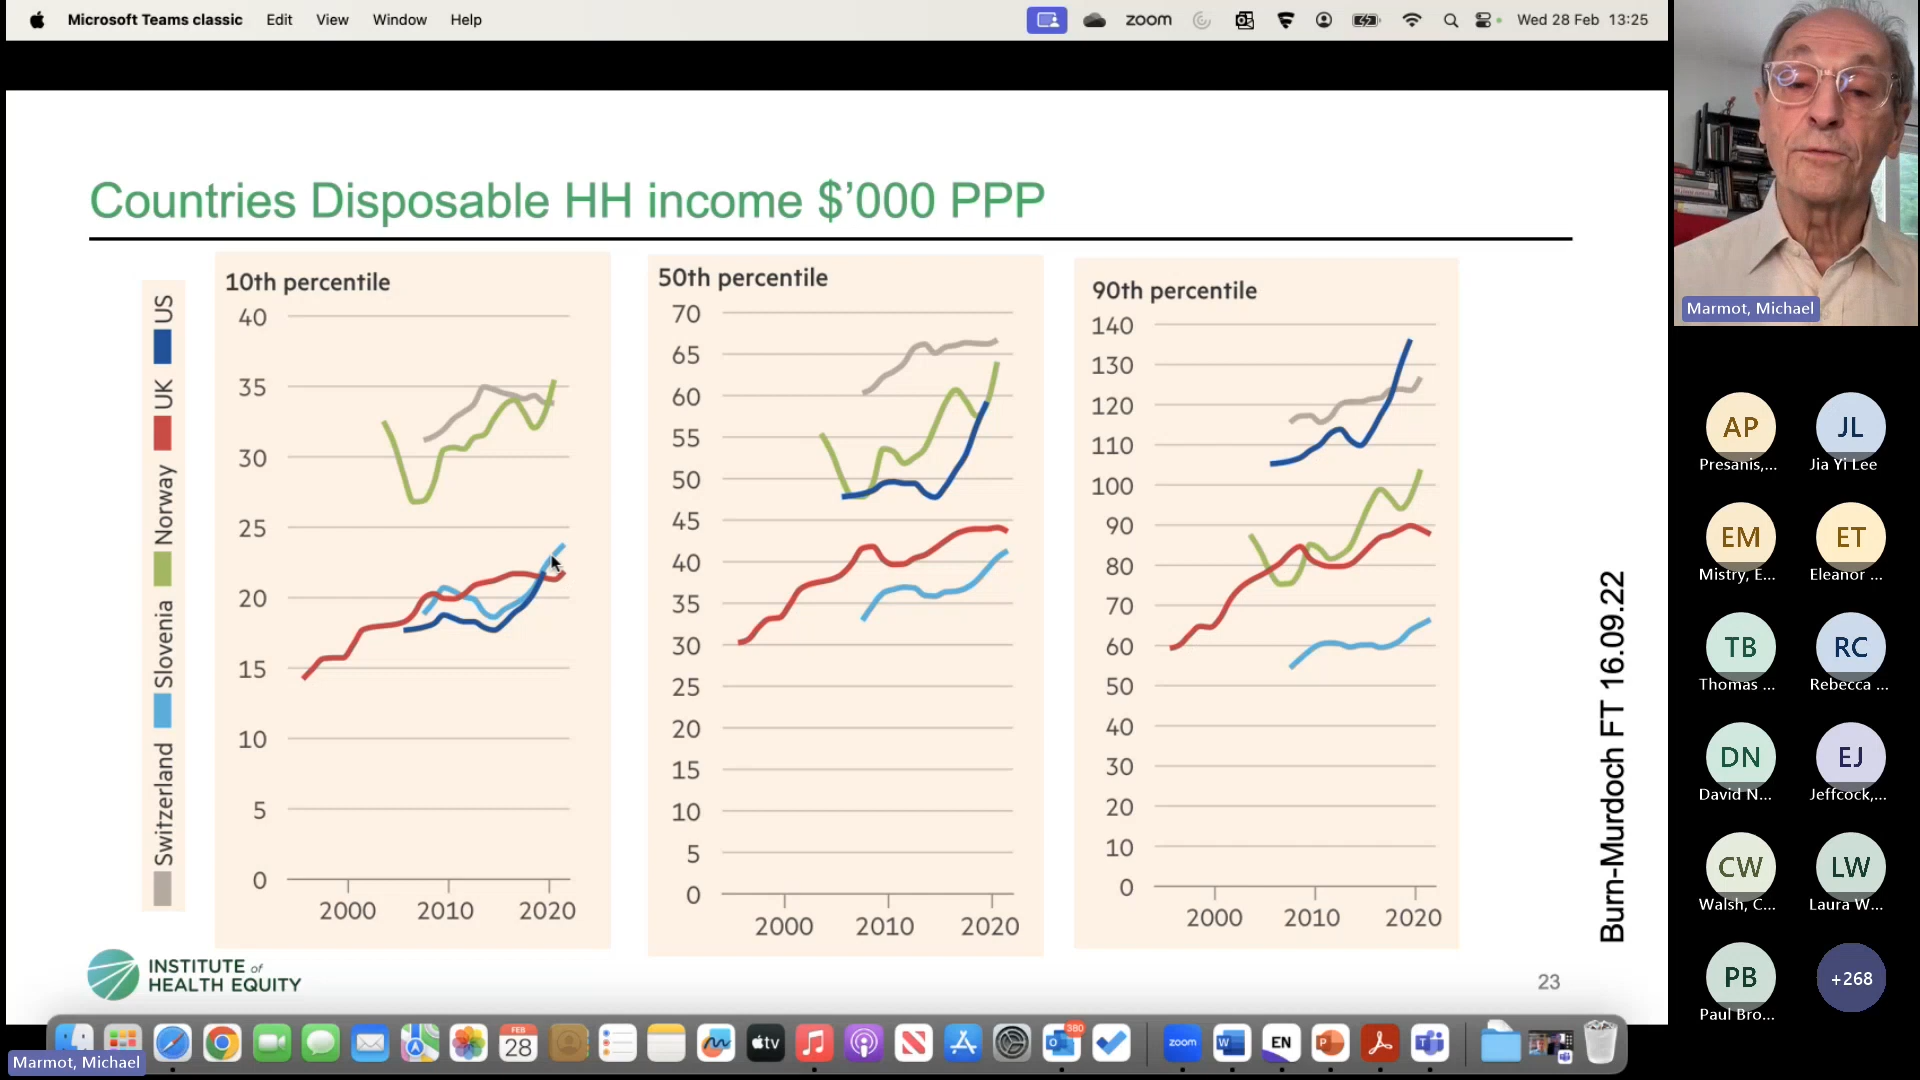 Microsoft Teams classic Edit View Window Help
zoom Wed 28 Feb 13:25
Countries Disposable HH income $’000 PPP
Switzerland Slovenia Norway UK US
10th percentile
40
35
30
25
20
15
10
5
0
2000 2010 2020
50th percentile
70
65
60
55
50
45
40
35
30
25
20
15
10
5
0
2000 2010 2020
90th percentile
140
130
120
110
100
90
80
70
60
50
40
30
20
10
0
2000 2010 2020
Burn-Murdoch FT 16.09.22
INSTITUTE of
HEALTH EQUITY
23
Marmot, Michael
AP JL
Presanis,... Jia Yi Lee
EM ET
Mistry, E... Eleanor ...
TB RC
Thomas ... Rebecca ...
DN EJ
David N... Jeffcock,...
CW LW
Walsh, C... Laura W...
PB +268
Paul Bro...
FEB
28
tv
380
zoom
W
EN
P
T
Marmot, Michael